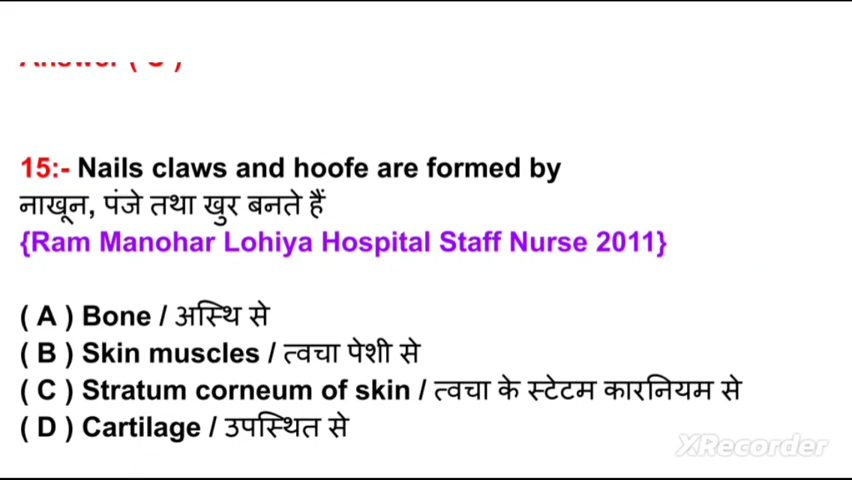 Answer ( C )
15:- Nails claws and hoofe are formed by
नाखून, पंजे तथा खुर बनते हैं
{Ram Manohar Lohiya Hospital Staff Nurse 2011}
( A ) Bone / अस्थि से
( B ) Skin muscles / त्वचा पेशी से
( C ) Stratum corneum of skin / त्वचा के स्टेटम कारनियम से
( D ) Cartilage / उपस्थित से
XRecorder